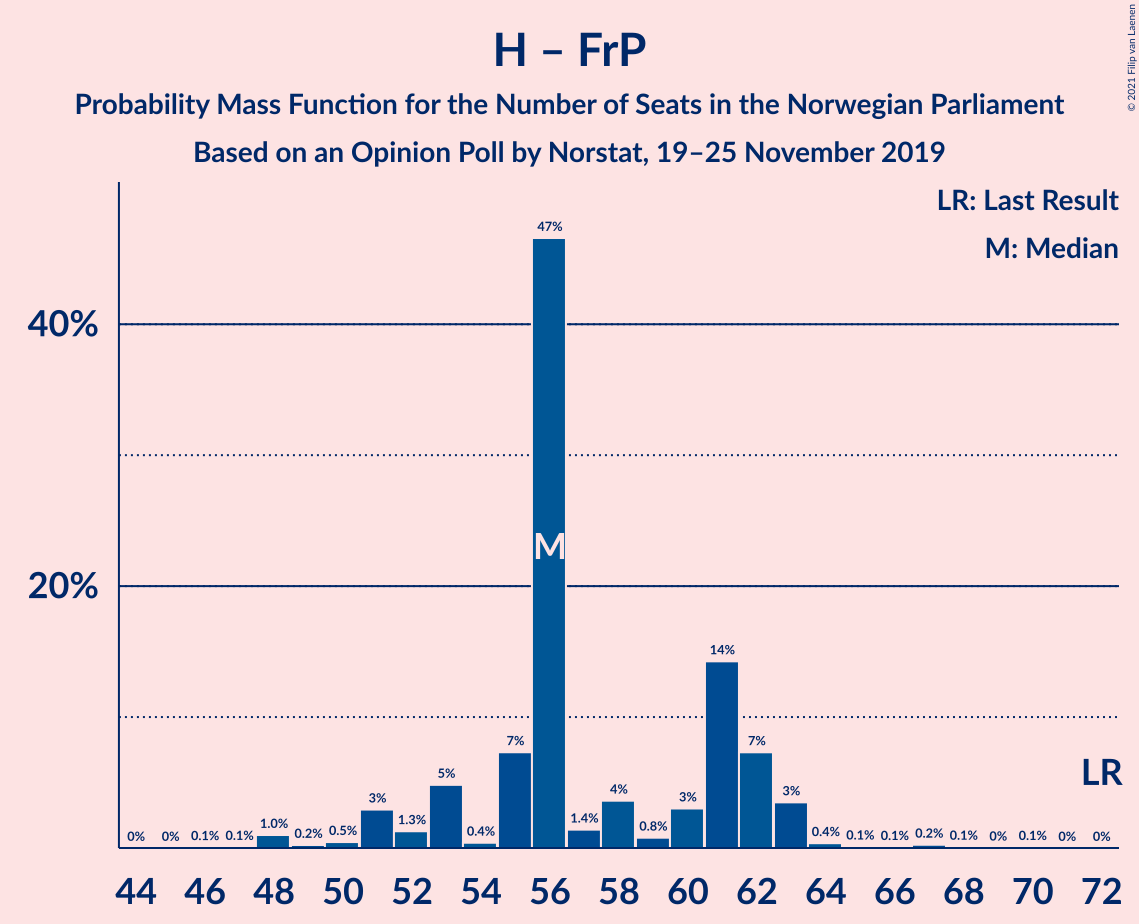 H – FrP
Probability Mass Function for the Number of Seats in the Norwegian Parliament
Based on an Opinion Poll by Norstat, 19–25 November 2019
© 2021 Filip van Laenen
LR: Last Result
M: Median
40%
20%
0% 0% 0.1% 0.1% 1.0% 0.2% 0.5% 3% 1.3% 5% 0.4% 7% 47% 1.4% 4% 0.8% 3% 14% 7% 3% 0.4% 0.1% 0.1% 0.2% 0.1% 0% 0.1% 0% 0%
M
LR
44 46 48 50 52 54 56 58 60 62 64 66 68 70 72